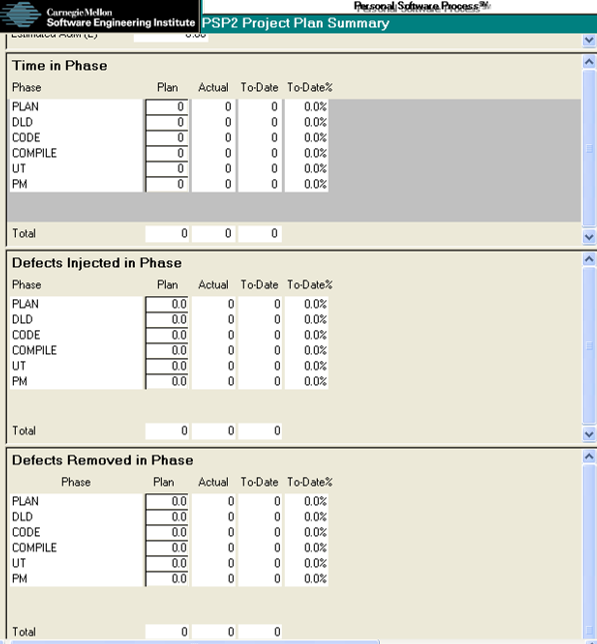 Carnegie Mellon
Software Engineering Institute
Personal Software Process
PSP2 Project Plan Summary
Time in Phase
Phase Plan Actual To-Date To-Date%
PLAN 0 0 0 0.0%
DLD 0 0 0 0.0%
CODE 0 0 0 0.0%
COMPILE 0 0 0 0.0%
UT 0 0 0 0.0%
PM 0 0 0 0.0%
Total 0 0 0
Defects Injected in Phase
Phase Plan Actual To-Date To-Date%
PLAN 0.0 0 0 0.0%
DLD 0.0 0 0 0.0%
CODE 0.0 0 0 0.0%
COMPILE 0.0 0 0 0.0%
UT 0.0 0 0 0.0%
PM 0.0 0 0 0.0%
Total 0 0 0
Defects Removed in Phase
Phase Plan Actual To-Date To-Date%
PLAN 0.0 0 0 0.0%
DLD 0.0 0 0 0.0%
CODE 0.0 0 0 0.0%
COMPILE 0.0 0 0 0.0%
UT 0.0 0 0 0.0%
PM 0.0 0 0 0.0%
Total 0 0 0